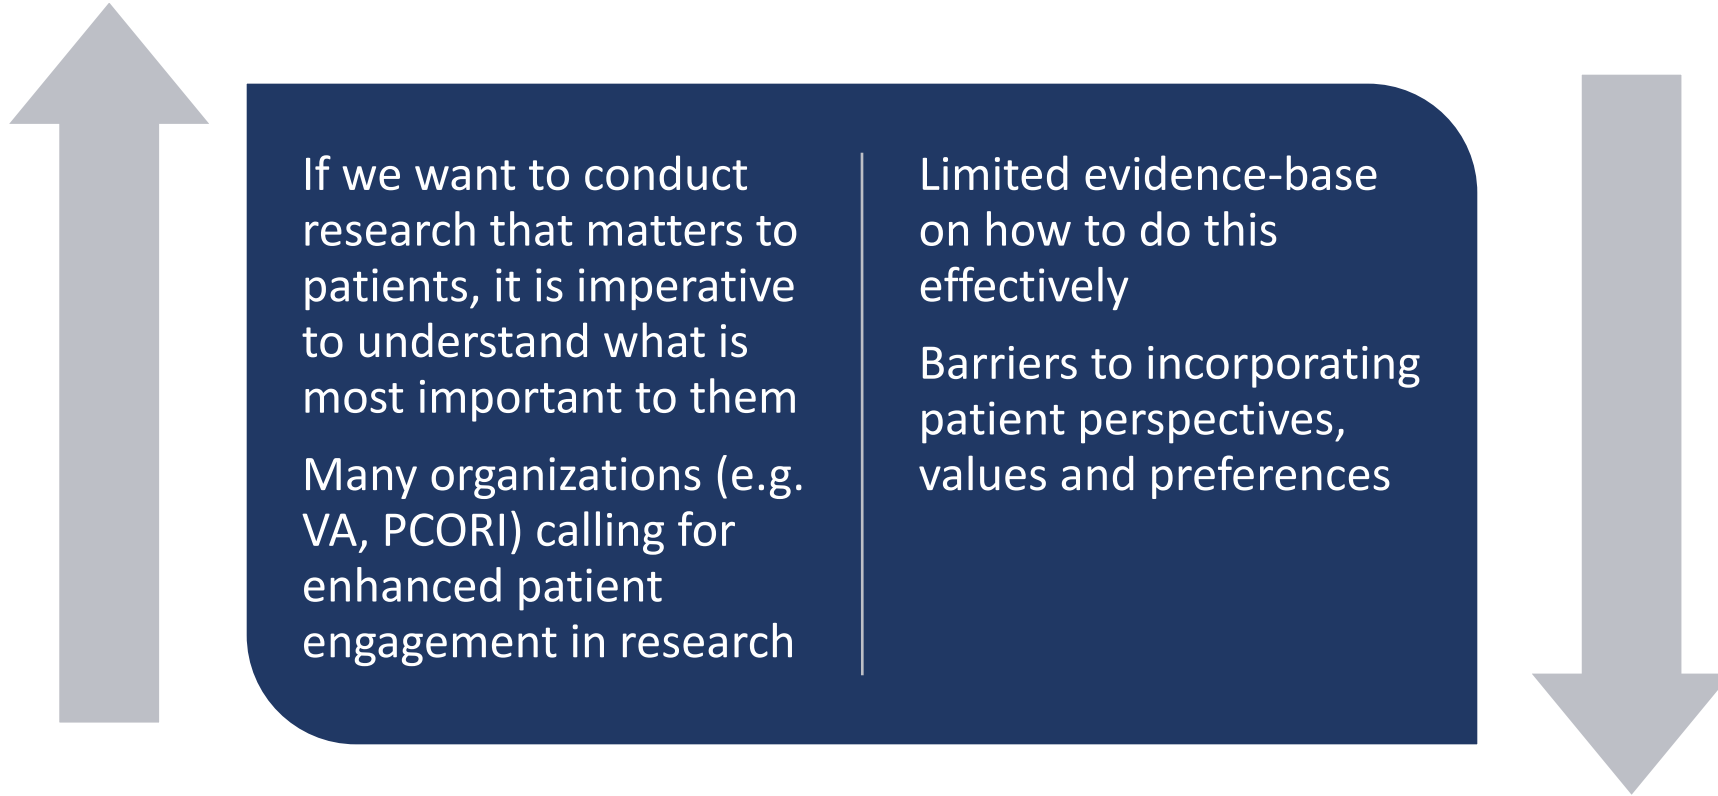 If we want to conduct
research that matters to
patients, it is imperative
to understand what is
most important to them
Many organizations (e.g.
VA, PCORI) calling for
enhanced patient
engagement in research
Limited evidence-base
on how to do this
effectively
Barriers to incorporating
patient perspectives,
values and preferences